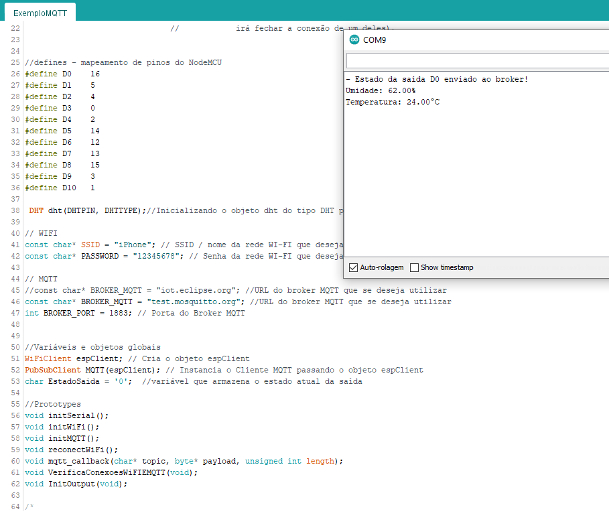 ExemploMQTT
22 // irá fechar a conexão de um deles).
23
24
25 //defines - mapeamento de pinos do NodeMCU
26 #define D0 16
27 #define D1 5
28 #define D2 4
29 #define D3 0
30 #define D4 2
31 #define D5 14
32 #define D6 12
33 #define D7 13
34 #define D8 15
35 #define D9 3
36 #define D10 1
37
38 DHT dht(DHTPIN, DHTTYPE);//Inicializando o objeto dht do tipo DHT p
39
40 // WIFI
41 const char* SSID = "iPhone"; // SSID / nome da rede WI-FI que deseja
42 const char* PASSWORD = "12345678"; // Senha da rede WI-FI que deseja
43
44 // MQTT
45 //const char* BROKER_MQTT = "iot.eclipse.org"; //URL do broker MQTT que se deseja utilizar
46 const char* BROKER_MQTT = "test.mosquitto.org"; //URL do broker MQTT que se deseja utilizar
47 int BROKER_PORT = 1883; // Porta do Broker MQTT
48
49
50 //Variáveis e objetos globais
51 WiFiClient espClient; // Cria o objeto espClient
52 PubSubClient MQTT(espClient); // Instancia o Cliente MQTT passando o objeto espClient
53 char EstadoSaida = '0'; //variável que armazena o estado atual da saída
54
55 //Prototypes
56 void initSerial();
57 void initWiFi();
58 void initMQTT();
59 void reconectWiFi();
60 void mqtt_callback(char* topic, byte* payload, unsigned int length);
61 void VerificaConexoesWiFIEMQTT(void);
62 void InitOutput(void);
63
64 /*
COM9
- Estado da saida D0 enviado ao broker!
Umidade: 62.00%
Temperatura: 24.00°C
Auto-rolagem Show timestamp